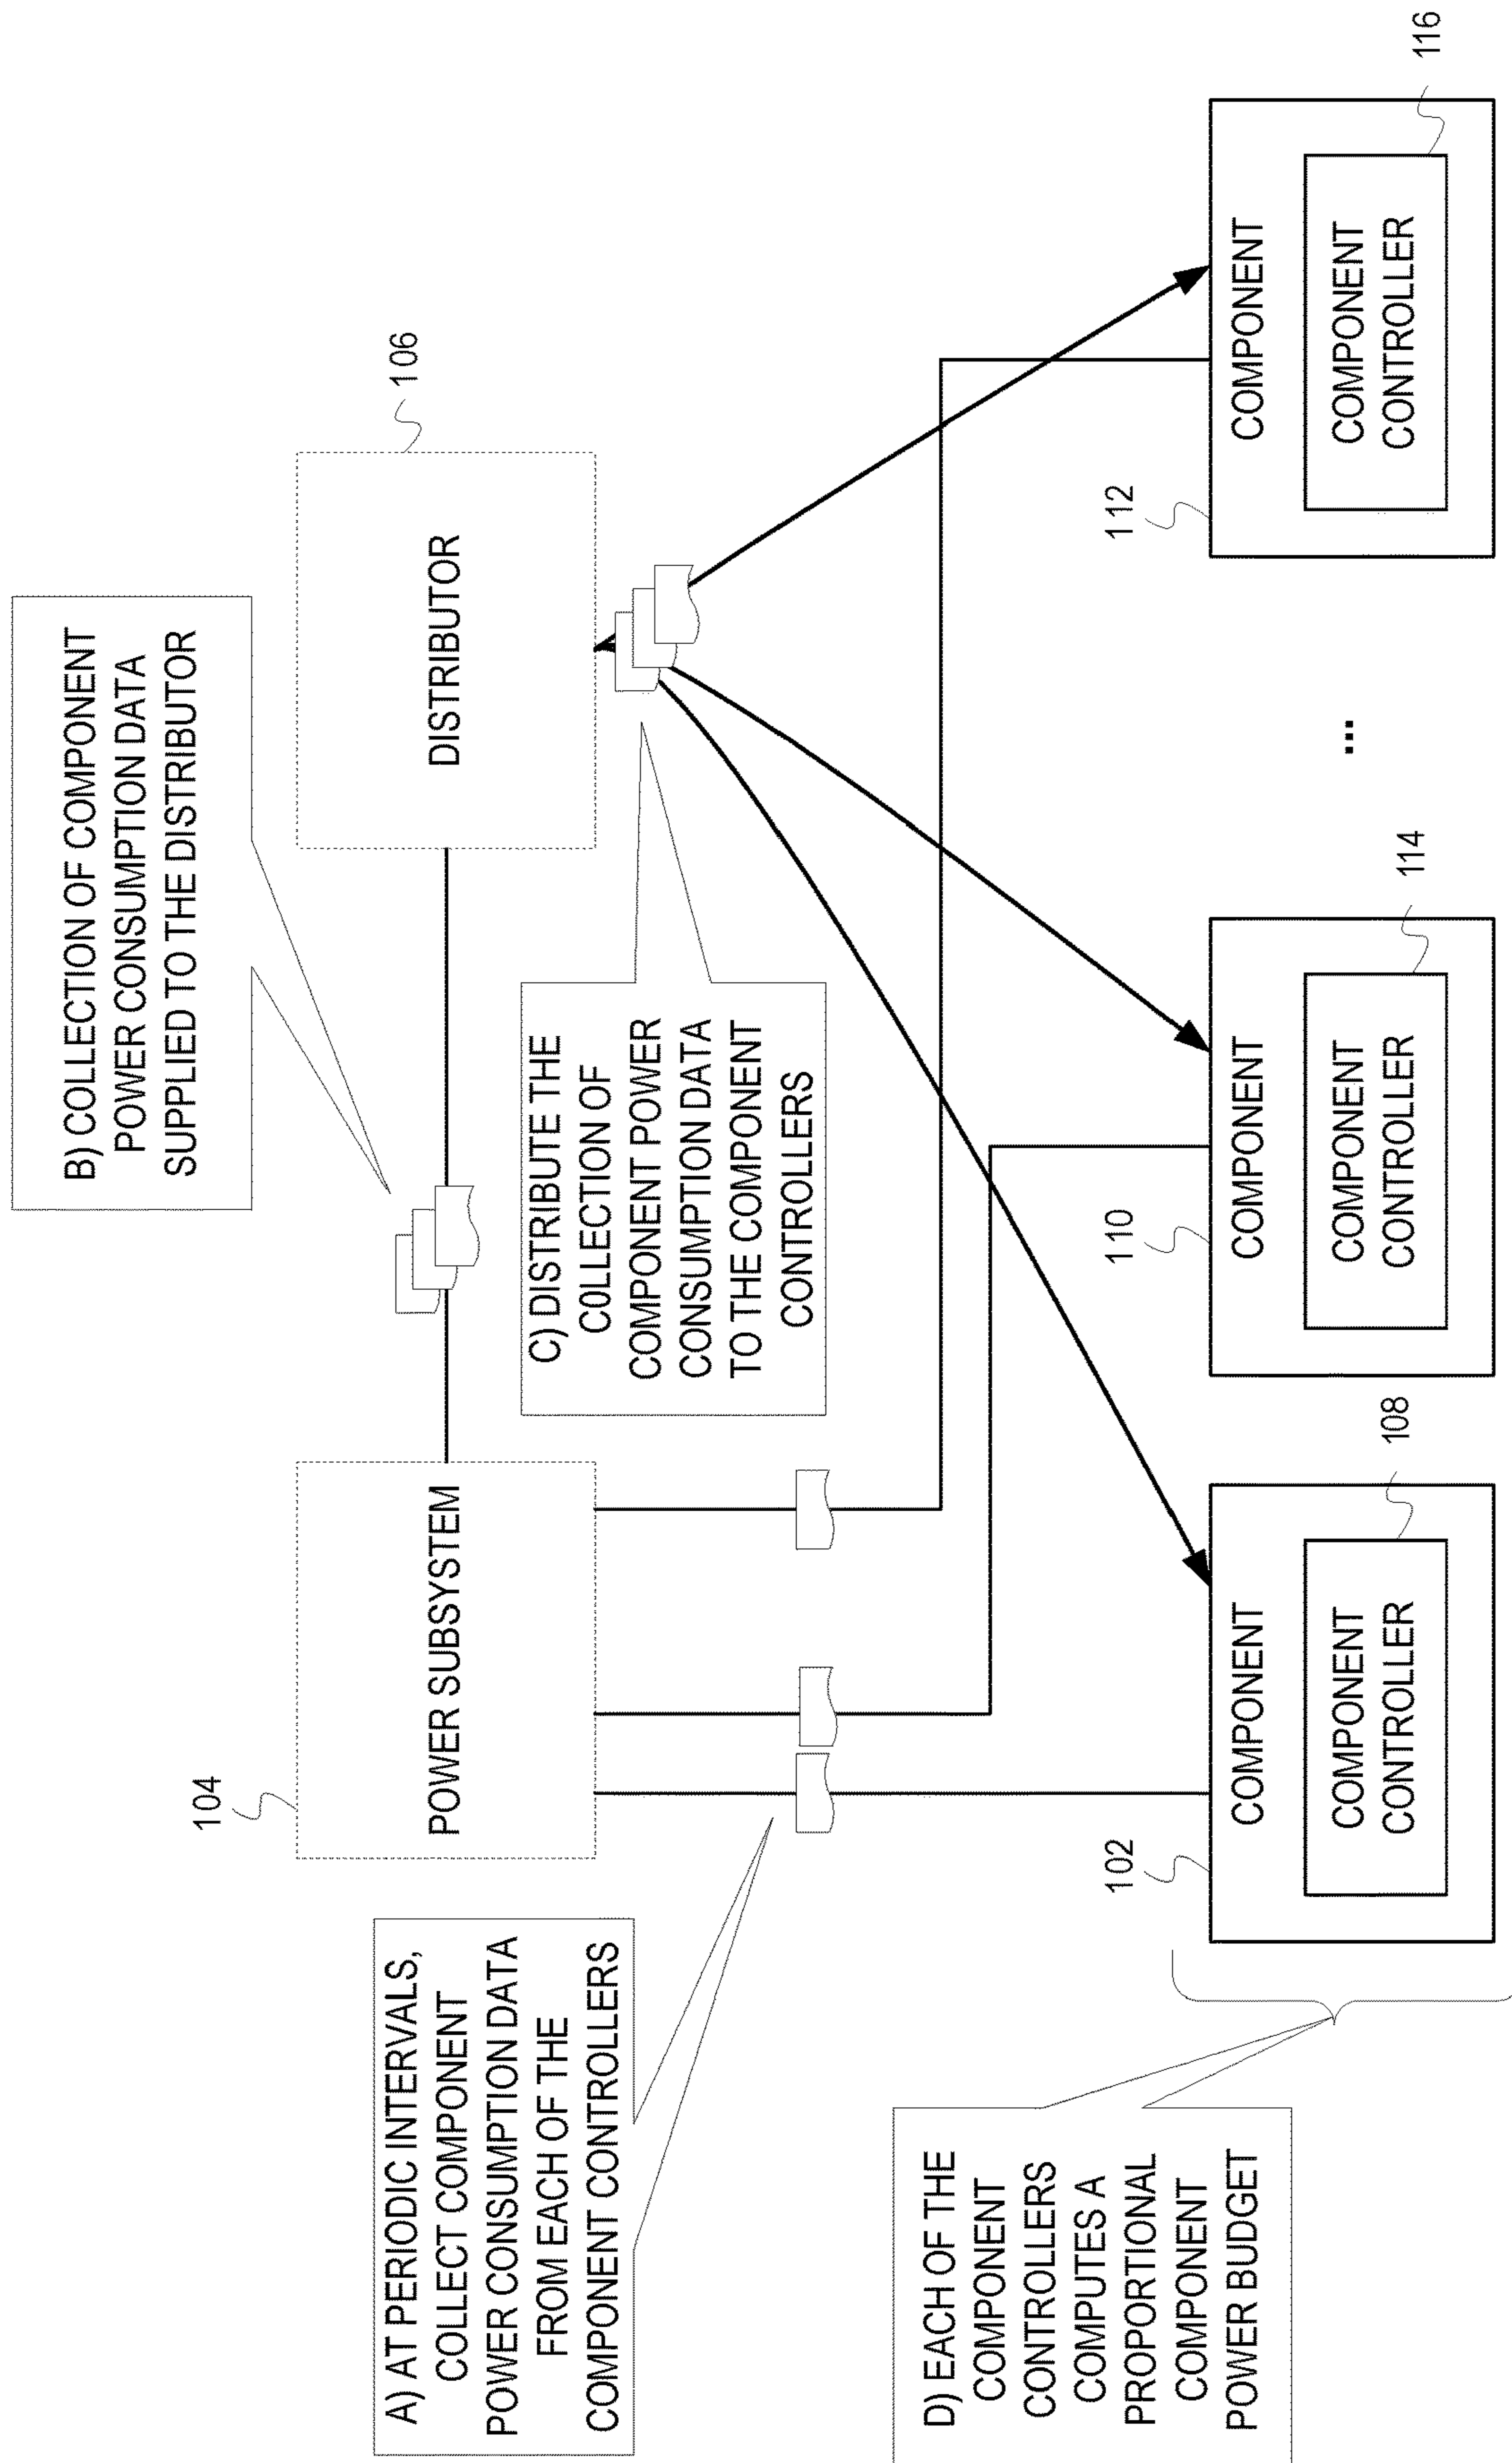 B) COLLECTION OF COMPONENT
POWER CONSUMPTION DATA
SUPPLIED TO THE DISTRIBUTOR
A) AT PERIODIC INTERVALS,
COLLECT COMPONENT
POWER CONSUMPTION DATA
FROM EACH OF THE
COMPONENT CONTROLLERS
104
POWER SUBSYSTEM
106
DISTRIBUTOR
C) DISTRIBUTE THE
COLLECTION OF
COMPONENT POWER
CONSUMPTION DATA
TO THE COMPONENT
CONTROLLERS
D) EACH OF THE
COMPONENT
CONTROLLERS
COMPUTES A
PROPORTIONAL
COMPONENT
POWER BUDGET
102
COMPONENT
COMPONENT
CONTROLLER
108
110
COMPONENT
COMPONENT
CONTROLLER
114
...
112
COMPONENT
COMPONENT
CONTROLLER
116